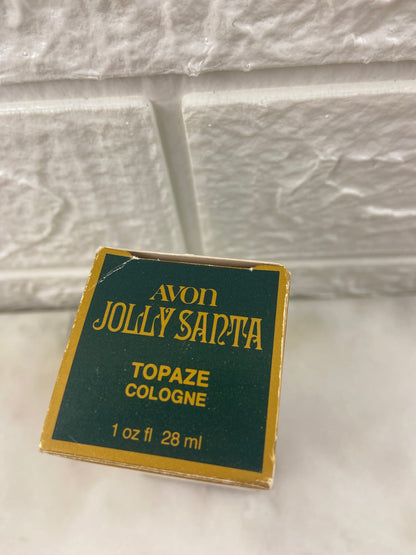 AVON
JOLLY SANTA
TOPAZE
COLOGNE
1 oz fl 28 ml